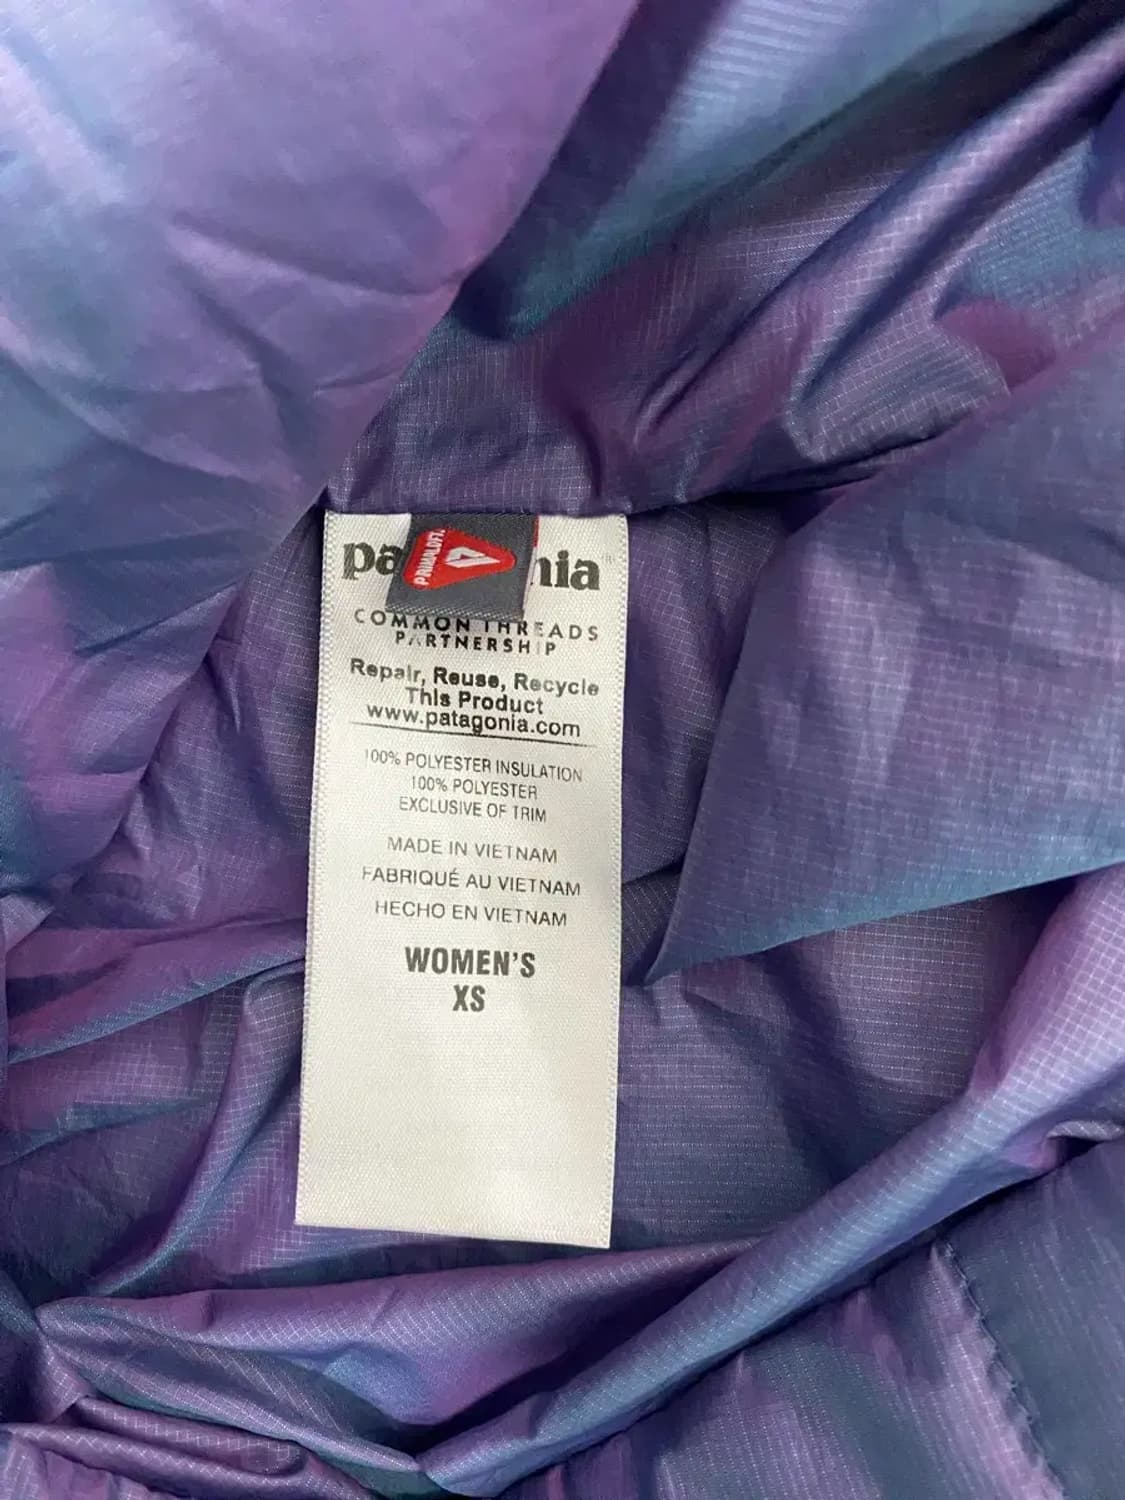 pa nia
PRIMALOFT.
COMMON THREADS
PARTNERSHIP
Repair, Reuse, Recycle
This Product
www.patagonia.com
100% POLYESTER INSULATION
100% POLYESTER
EXCLUSIVE OF TRIM
MADE IN VIETNAM
FABRIQUÉ AU VIETNAM
HECHO EN VIETNAM
WOMEN'S
XS